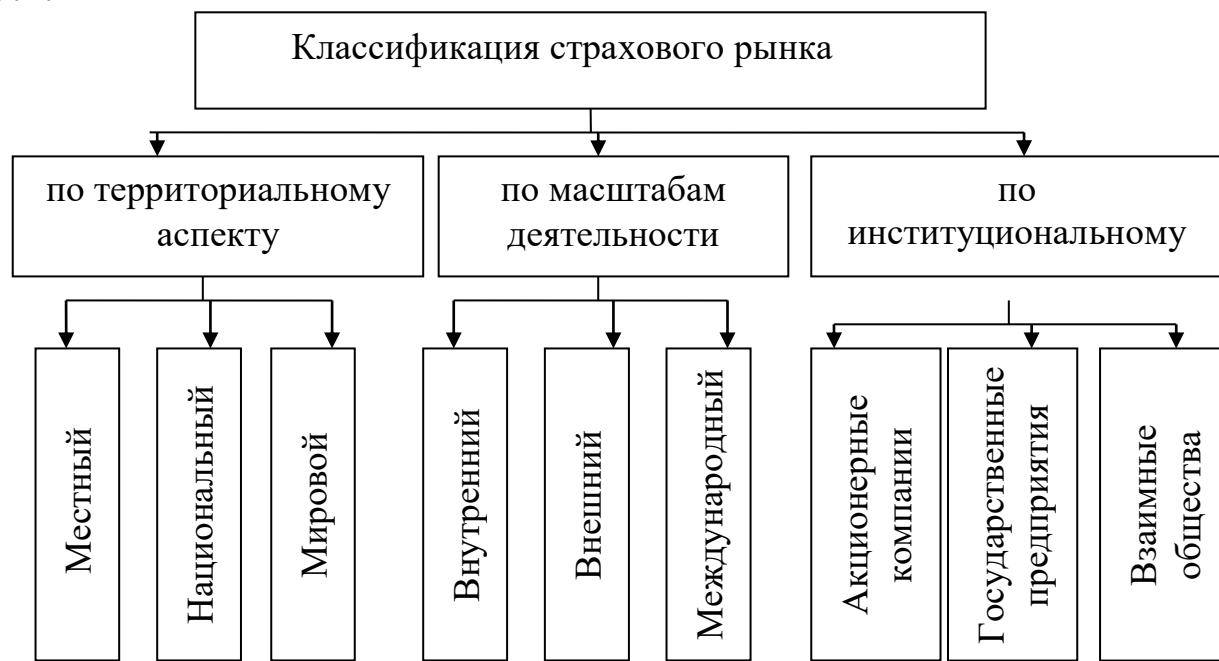 Классификация страхового рынка
по территориальному
аспекту
по масштабам
деятельности
по
институциональному
Местный
Национальный
Мировой
Внутренний
Внешний
Международный
Акционерные
компании
Государственные
предприятия
Взаимные
общества